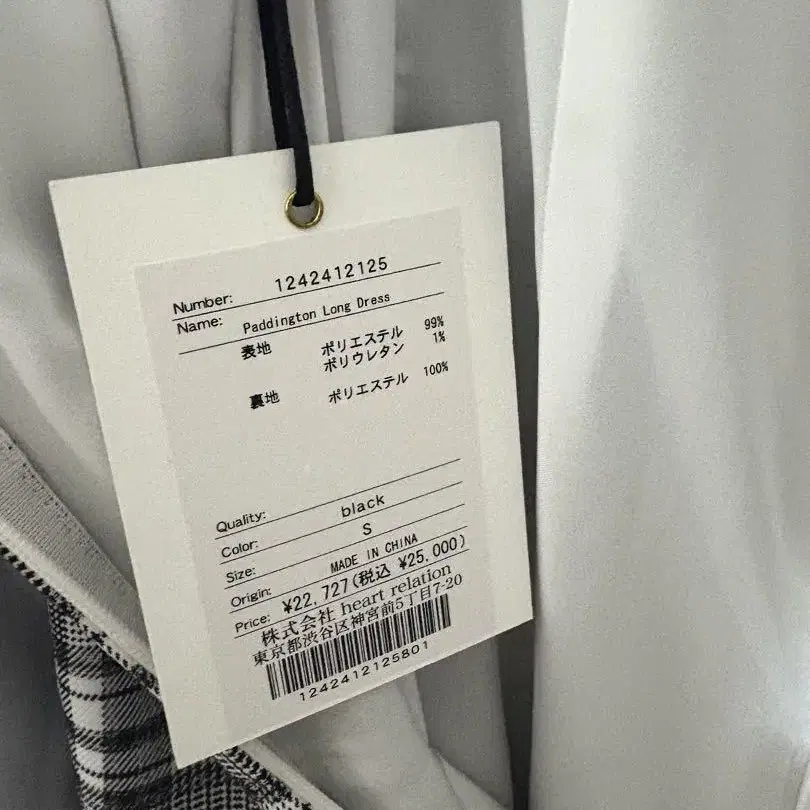 Number: 1242412125
Name: Paddington Long Dress
表地 ポリエステル 99%
ポリウレタン 1%
裏地 ポリエステル 100%
Quality:
Color: black
Size: S
Origin: MADE IN CHINA
Price: ¥22,727(税込 ¥25,000)
株式会社 heart relation
東京都渋谷区神宮前5丁目7-20
1242412125801